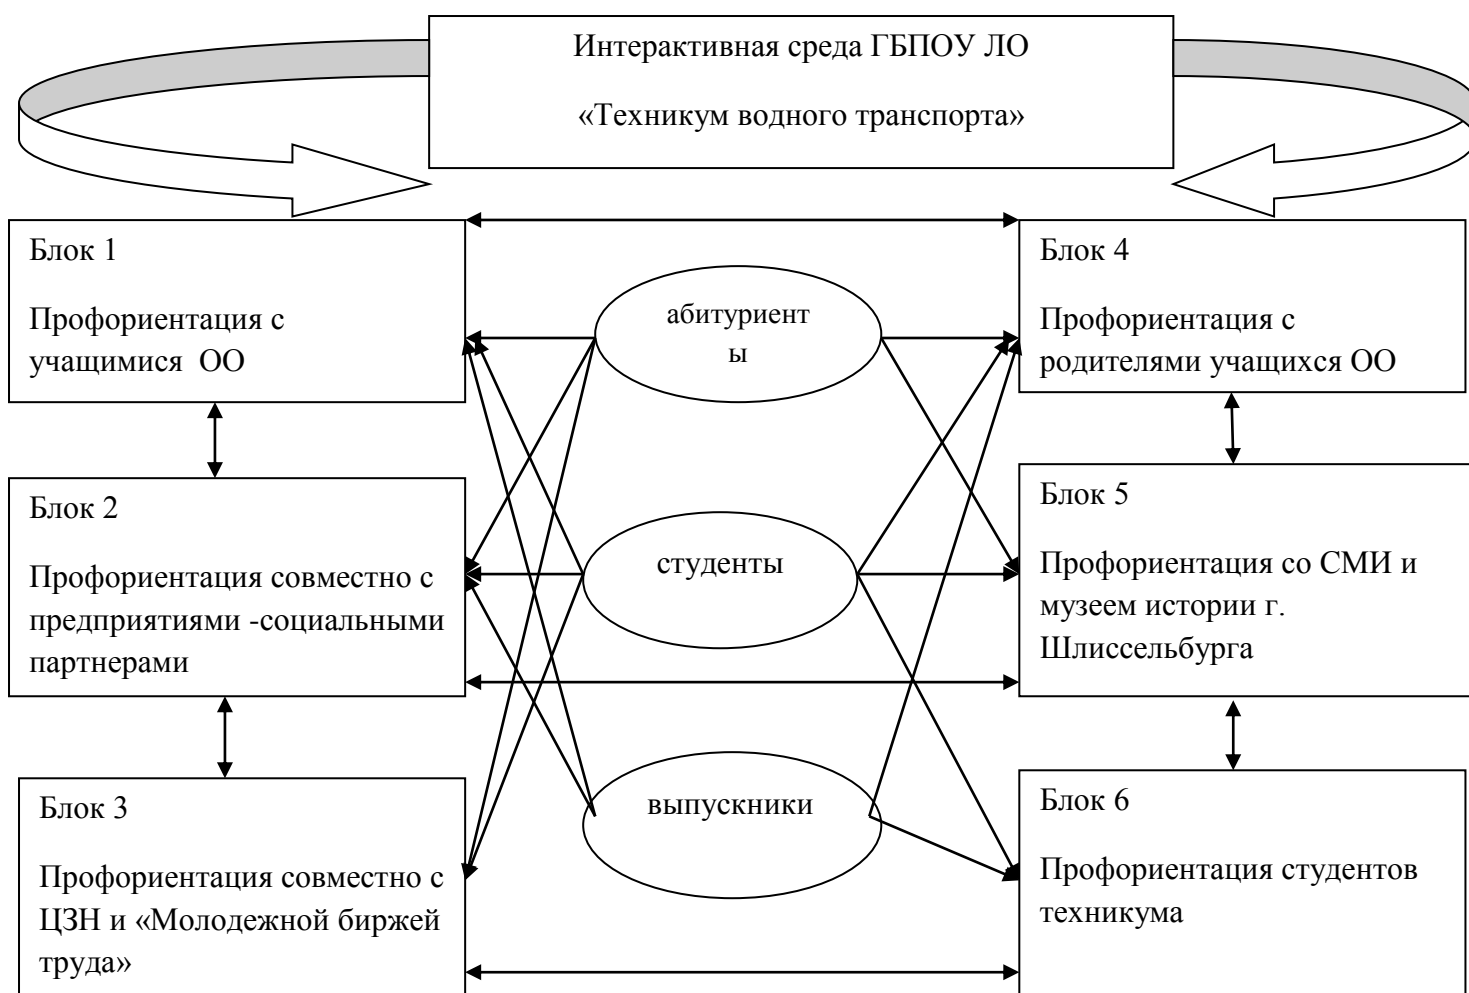 Интерактивная среда ГБПОУ ЛО
«Техникум водного транспорта»
Блок 1
Профориентация с
учащимися ОО
Блок 2
Профориентация совместно с
предприятиями -социальными
партнерами
Блок 3
Профориентация совместно с
ЦЗН и «Молодежной биржей
труда»
абитуриент
ы
студенты
выпускники
Блок 4
Профориентация с
родителями учащихся ОО
Блок 5
Профориентация со СМИ и
музеем истории г.
Шлиссельбурга
Блок 6
Профориентация студентов
техникума